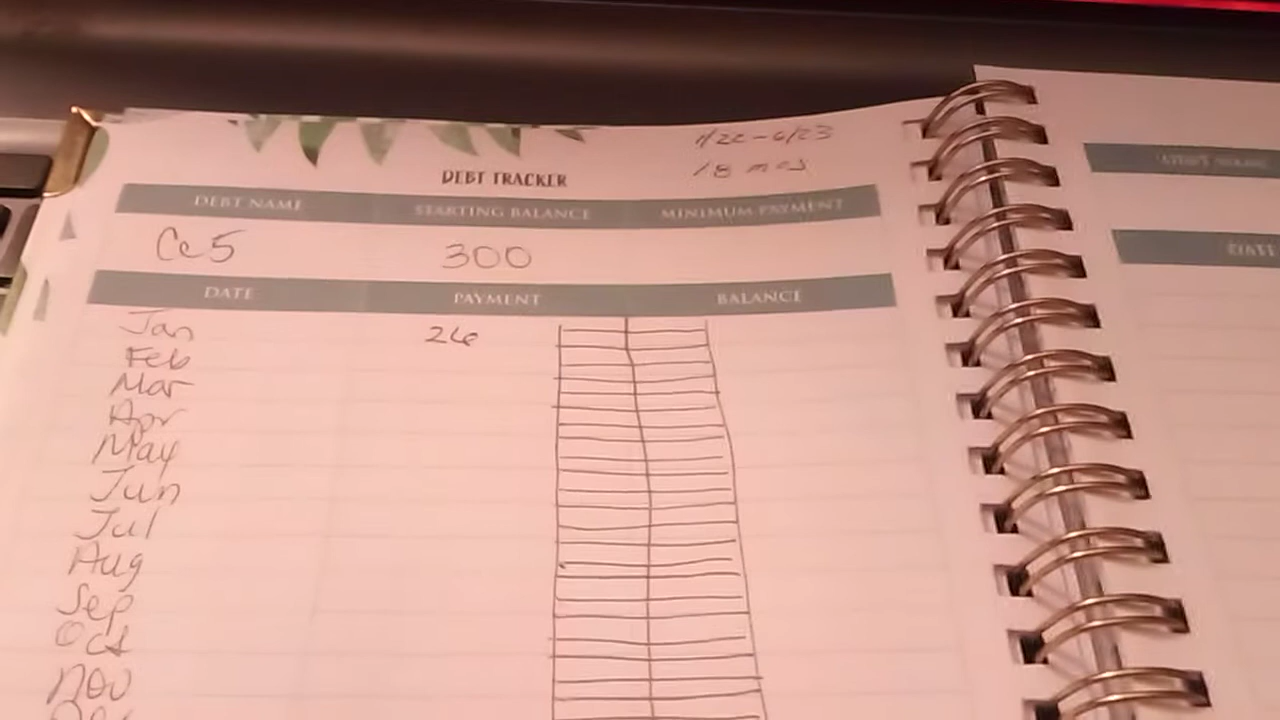 1/22-6/23
18 mos
DEBT TRACKER
DEBT NAME STARTING BALANCE MINIMUM PAYMENT
CC5 300
DATE PAYMENT BALANCE
Jan 26
Feb
Mar
Apr
May
Jun
Jul
Aug
Sep
Oct
Nov